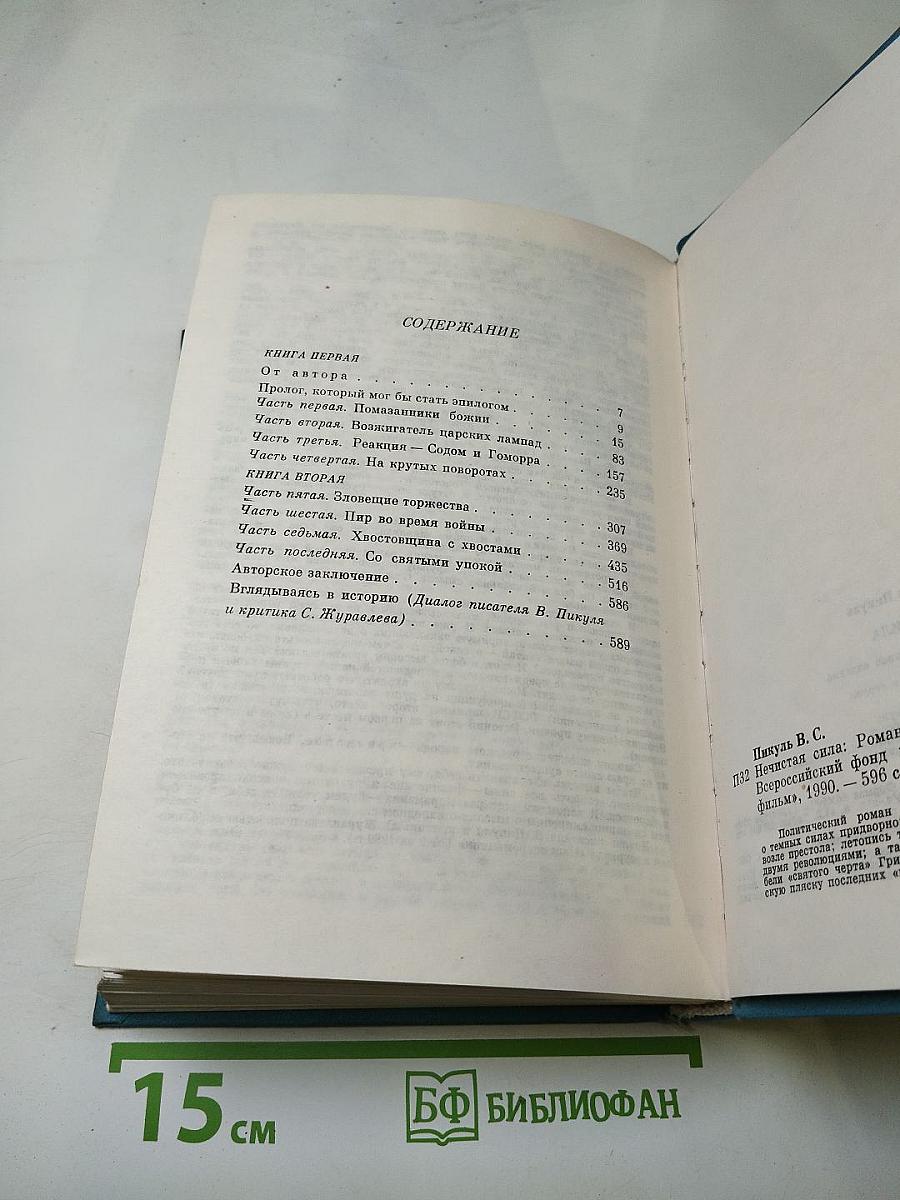 СОДЕРЖАНИЕ
КНИГА ПЕРВАЯ
От автора . . . . . . . . . . . . 7
Пролог, который мог бы стать эпилогом . . . . . 9
Часть первая. Помазанники божии . . . . . . 15
Часть вторая. Возжигатель царских лампад . . . . 83
Часть третья. Реакция — Содом и Гоморра . . . . 157
Часть четвертая. На крутых поворотах . . . . . 235
КНИГА ВТОРАЯ
Часть пятая. Зловещие торжества . . . . . . 307
Часть шестая. Пир во время войны . . . . . . 369
Часть седьмая. Хвостовщина с хвостами . . . . 435
Часть последняя. Со святыми упокой . . . . . 516
Авторское заключение . . . . . . . . . 586
Вглядываясь в историю (Диалог писателя В. Пикуля
и критика С. Журавлева) . . . . . . . . . 589
Пикуль В. С.
П32 Нечистая сила: Роман
Всероссийский фонд
фильм», 1990. — 596 с
Политический роман
о темных силах придворно
возле престола; летопись
двумя революциями; а та
бели «святого черта» Гри
скую пляску последних
15 см
БФ БИБЛИОФАН